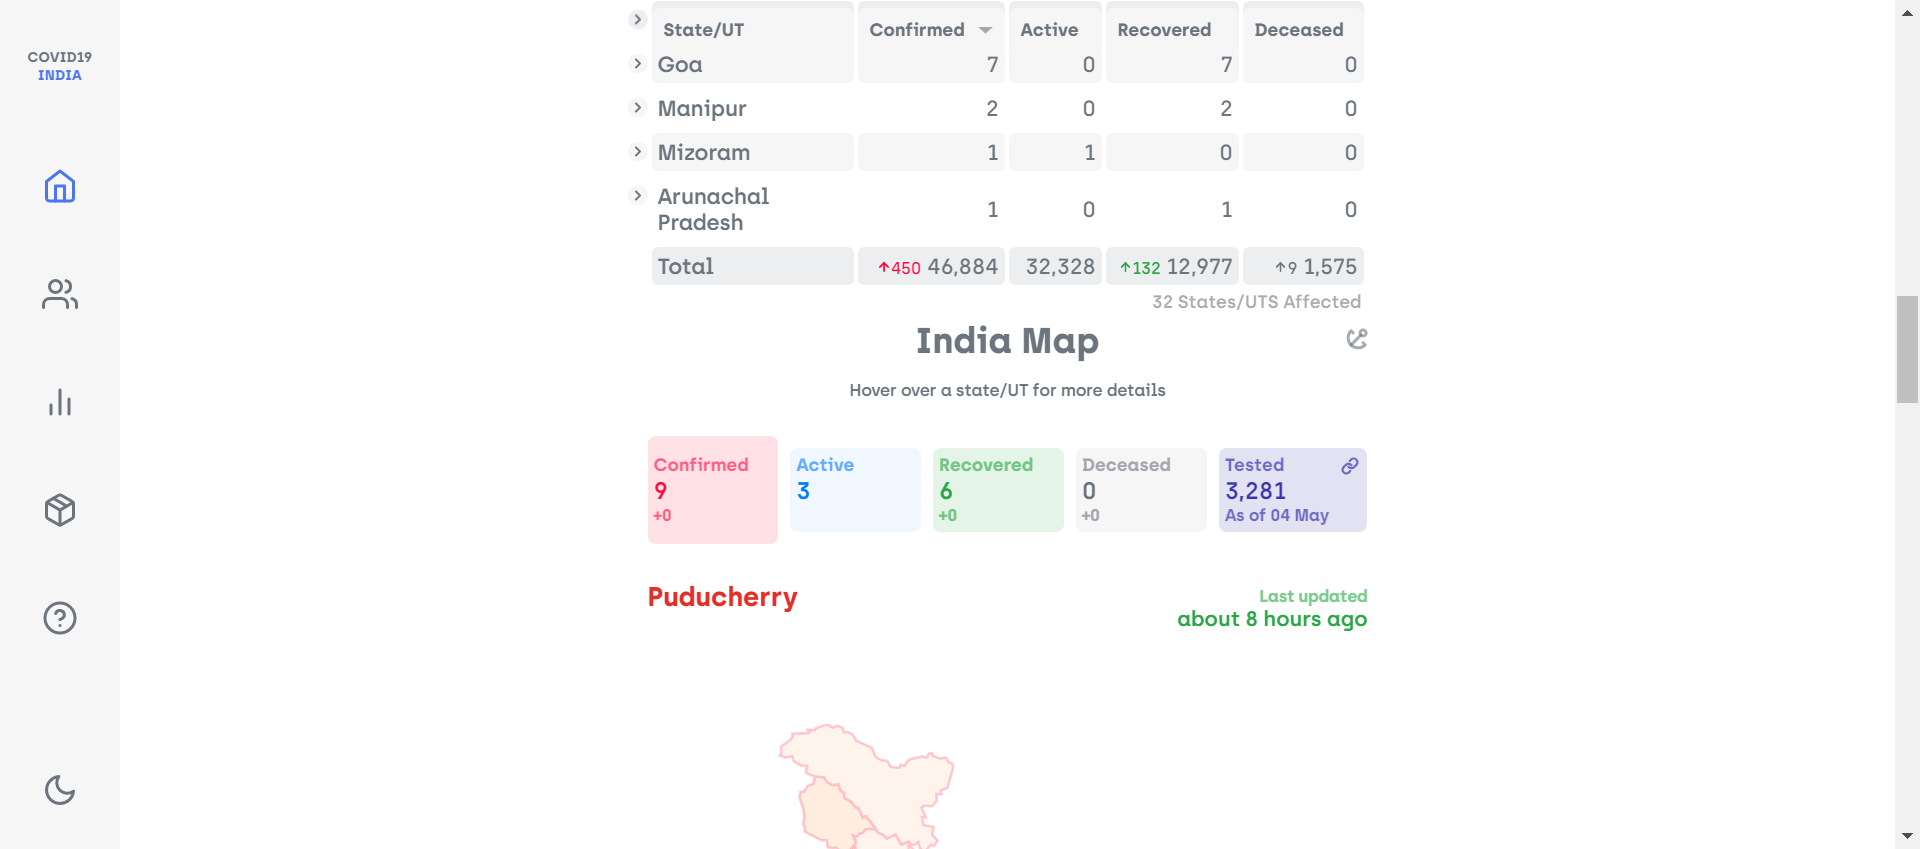 COVID19
INDIA
State/UT Confirmed Active Recovered Deceased
Goa 7 0 7 0
Manipur 2 0 2 0
Mizoram 1 1 0 0
Arunachal
Pradesh 1 0 1 0
Total ↑450 46,884 32,328 ↑132 12,977 ↑9 1,575
32 States/UTS Affected
India Map
Hover over a state/UT for more details
Confirmed Active Recovered Deceased Tested
9 3 6 0 3,281
+0 +0 +0 As of 04 May
Puducherry
Last updated
about 8 hours ago